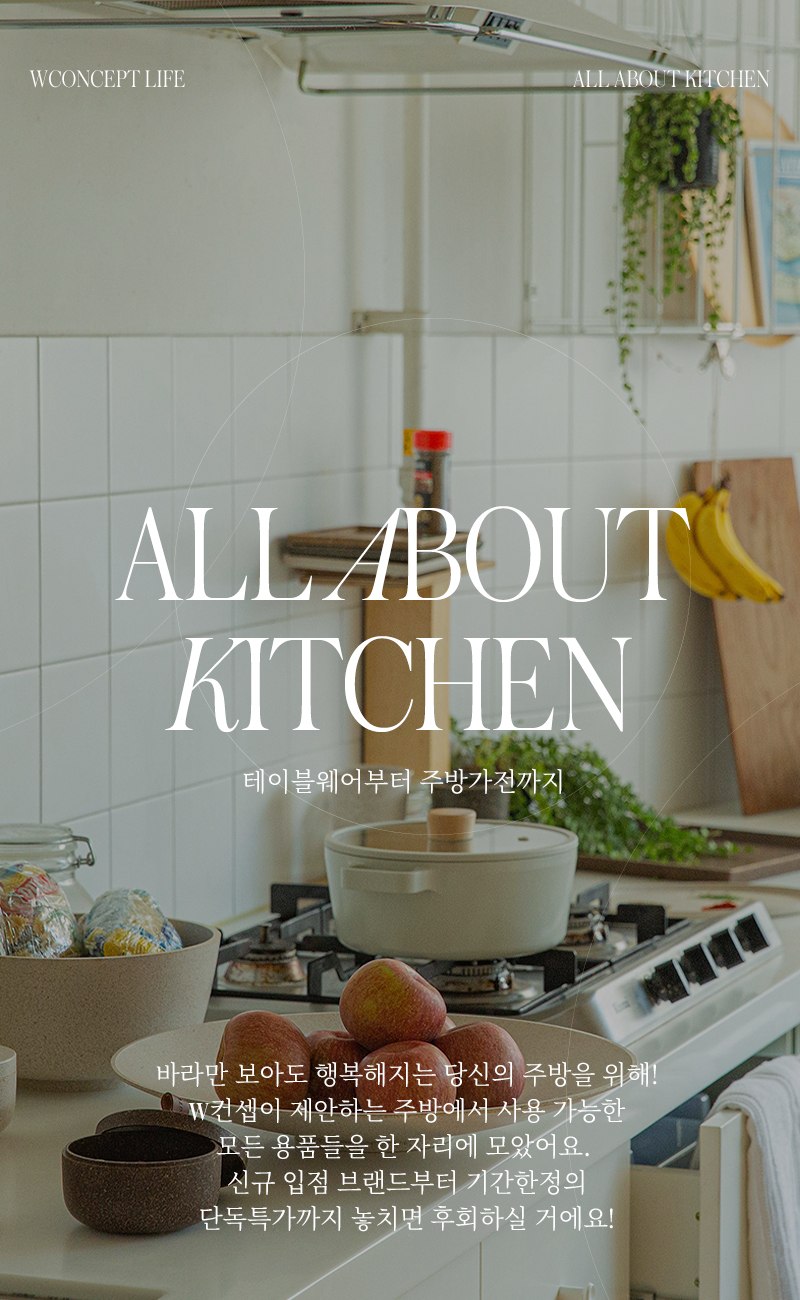 WCONCEPT LIFE
ALL ABOUT KITCHEN
ALL ABOUT
KITCHEN
테이블웨어부터 주방가전까지
바라만 보아도 행복해지는 당신의 주방을 위해!
W컨셉이 제안하는 주방에서 사용 가능한
모든 용품들을 한 자리에 모았어요.
신규 입점 브랜드부터 기간한정의
단독특가까지 놓치면 후회하실 거에요!